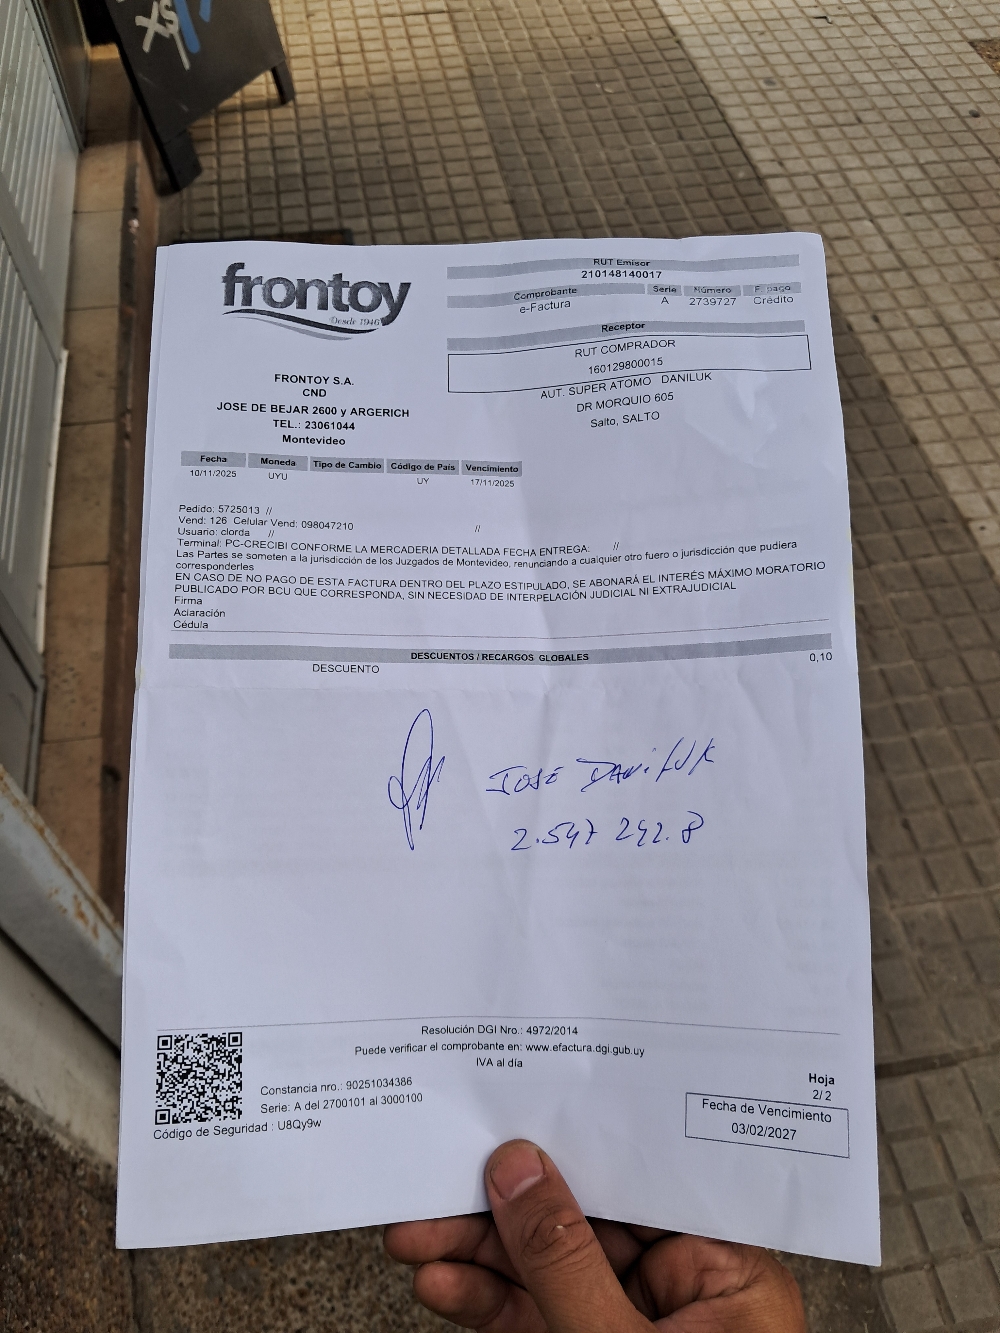 frontoy
Desde 1946
FRONTOY S.A.
CND
JOSE DE BEJAR 2600 y ARGERICH
TEL.: 23061044
Montevideo
RUT Emisor
210148140017
Comprobante Serie Número F. pago
e-Factura A 2739727 Crédito
Receptor
RUT COMPRADOR
160129800015
AUT. SUPER ATOMO DANILUK
DR MORQUIO 605
Salto, SALTO
Fecha Moneda Tipo de Cambio Código de País Vencimiento
10/11/2025 UYU UY 17/11/2025
Pedido: 5725013 //
Vend: 126 Celular Vend: 098047210 //
Usuario: clorda //
Terminal: PC-CRECIBI CONFORME LA MERCADERIA DETALLADA FECHA ENTREGA: //
Las Partes se someten a la jurisdicción de los Juzgados de Montevideo, renunciando a cualquier otro fuero o jurisdicción que pudiera
corresponderles
EN CASO DE NO PAGO DE ESTA FACTURA DENTRO DEL PLAZO ESTIPULADO, SE ABONARÁ EL INTERÉS MÁXIMO MORATORIO
PUBLICADO POR BCU QUE CORRESPONDA, SIN NECESIDAD DE INTERPELACIÓN JUDICIAL NI EXTRAJUDICIAL
Firma
Aclaración
Cédula
DESCUENTOS / RECARGOS GLOBALES
DESCUENTO 0,10
JOSE DANiLUK
2.547 242.8
Resolución DGI Nro.: 4972/2014
Puede verificar el comprobante en: www.efactura.dgi.gub.uy
IVA al día
Constancia nro.: 90251034386
Serie: A del 2700101 al 3000100
Código de Seguridad : U8Qy9w
Hoja
2/ 2
Fecha de Vencimiento
03/02/2027